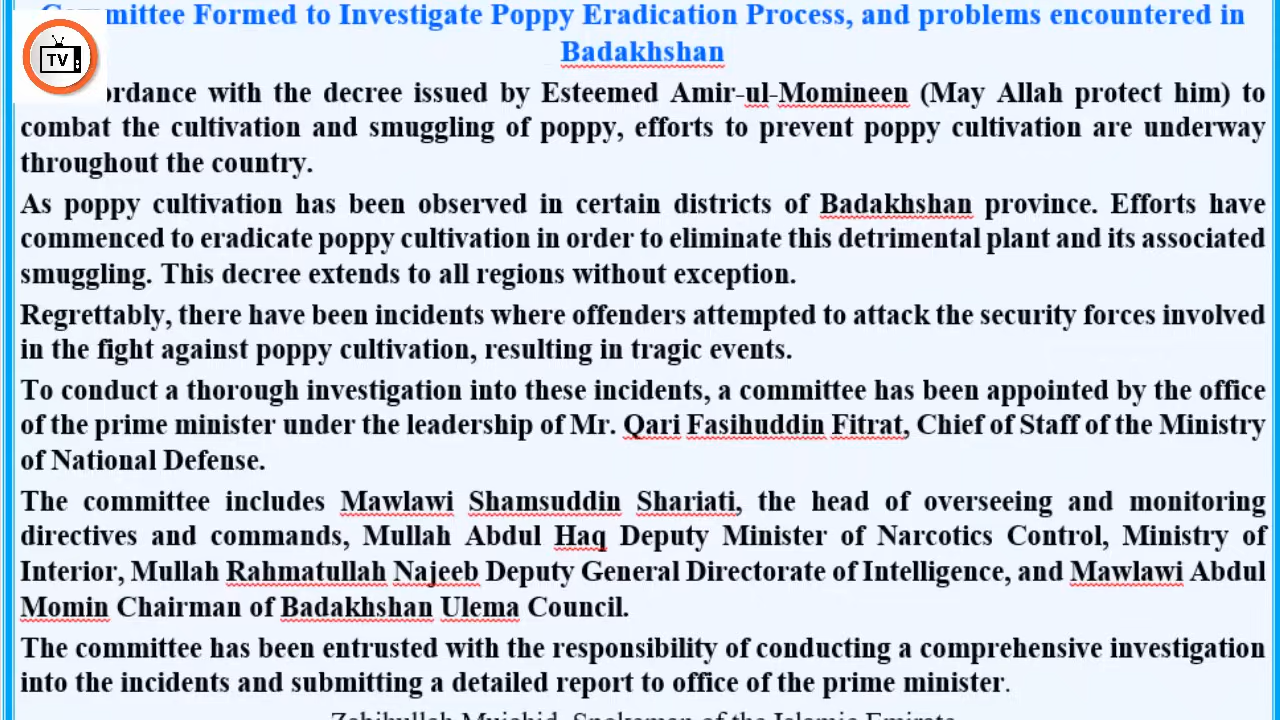 mmittee Formed to Investigate Poppy Eradication Process, and problems encountered in
Badakhshan
TV
ordance with the decree issued by Esteemed Amir-ul-Momineen (May Allah protect him) to
combat the cultivation and smuggling of poppy, efforts to prevent poppy cultivation are underway
throughout the country.
As poppy cultivation has been observed in certain districts of Badakhshan province. Efforts have
commenced to eradicate poppy cultivation in order to eliminate this detrimental plant and its associated
smuggling. This decree extends to all regions without exception.
Regrettably, there have been incidents where offenders attempted to attack the security forces involved
in the fight against poppy cultivation, resulting in tragic events.
To conduct a thorough investigation into these incidents, a committee has been appointed by the office
of the prime minister under the leadership of Mr. Qari Fasihuddin Fitrat, Chief of Staff of the Ministry
of National Defense.
The committee includes Mawlawi Shamsuddin Shariati, the head of overseeing and monitoring
directives and commands, Mullah Abdul Haq Deputy Minister of Narcotics Control, Ministry of
Interior, Mullah Rahmatullah Najeeb Deputy General Directorate of Intelligence, and Mawlawi Abdul
Momin Chairman of Badakhshan Ulema Council.
The committee has been entrusted with the responsibility of conducting a comprehensive investigation
into the incidents and submitting a detailed report to office of the prime minister.
Zabihullah Mujahid, Spokesman of the Islamic Emirate